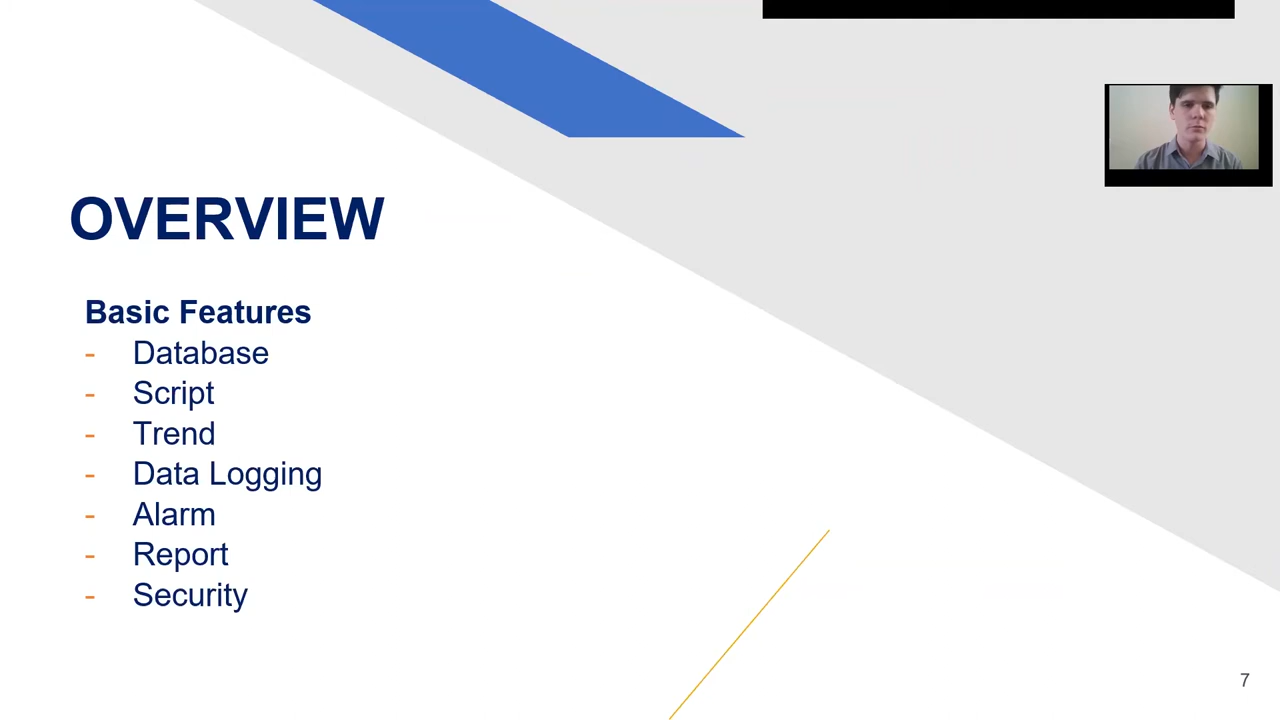 OVERVIEW
Basic Features
- Database
- Script
- Trend
- Data Logging
- Alarm
- Report
- Security
7